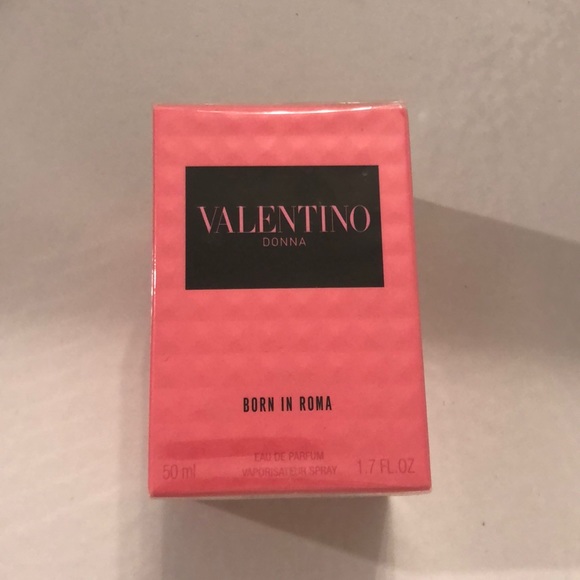 VALENTINO
DONNA
BORN IN ROMA
EAU DE PARFUM
50 ml VAPORISATEUR SPRAY 1.7 FL.OZ